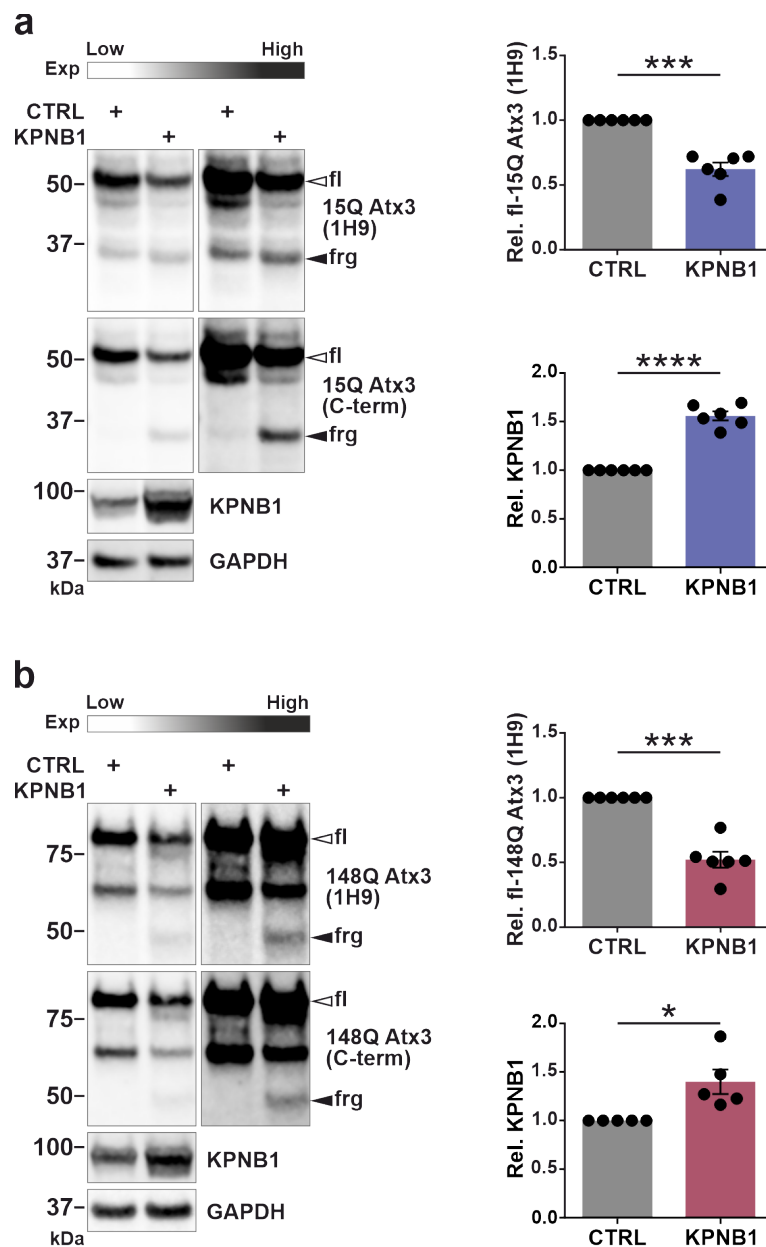 a
Low High
Exp
CTRL + +
KPNB1 + +
50
fl
15Q Atx3
(1H9)
37
frg
50
fl
15Q Atx3
(C-term)
37
frg
100
KPNB1
37
GAPDH
kDa
Rel. fl-15Q Atx3 (1H9)
1.5
1.0
0.5
0.0
***
CTRL KPNB1
Rel. KPNB1
2.0
1.5
1.0
0.5
0.0
****
CTRL KPNB1
b
Low High
Exp
CTRL + +
KPNB1 + +
fl
75
148Q Atx3
(1H9)
50
frg
fl
75
148Q Atx3
(C-term)
50
frg
100
KPNB1
37
GAPDH
kDa
Rel. fl-148Q Atx3 (1H9)
1.5
1.0
0.5
0.0
***
CTRL KPNB1
Rel. KPNB1
2.0
1.5
1.0
0.5
0.0
*
CTRL KPNB1